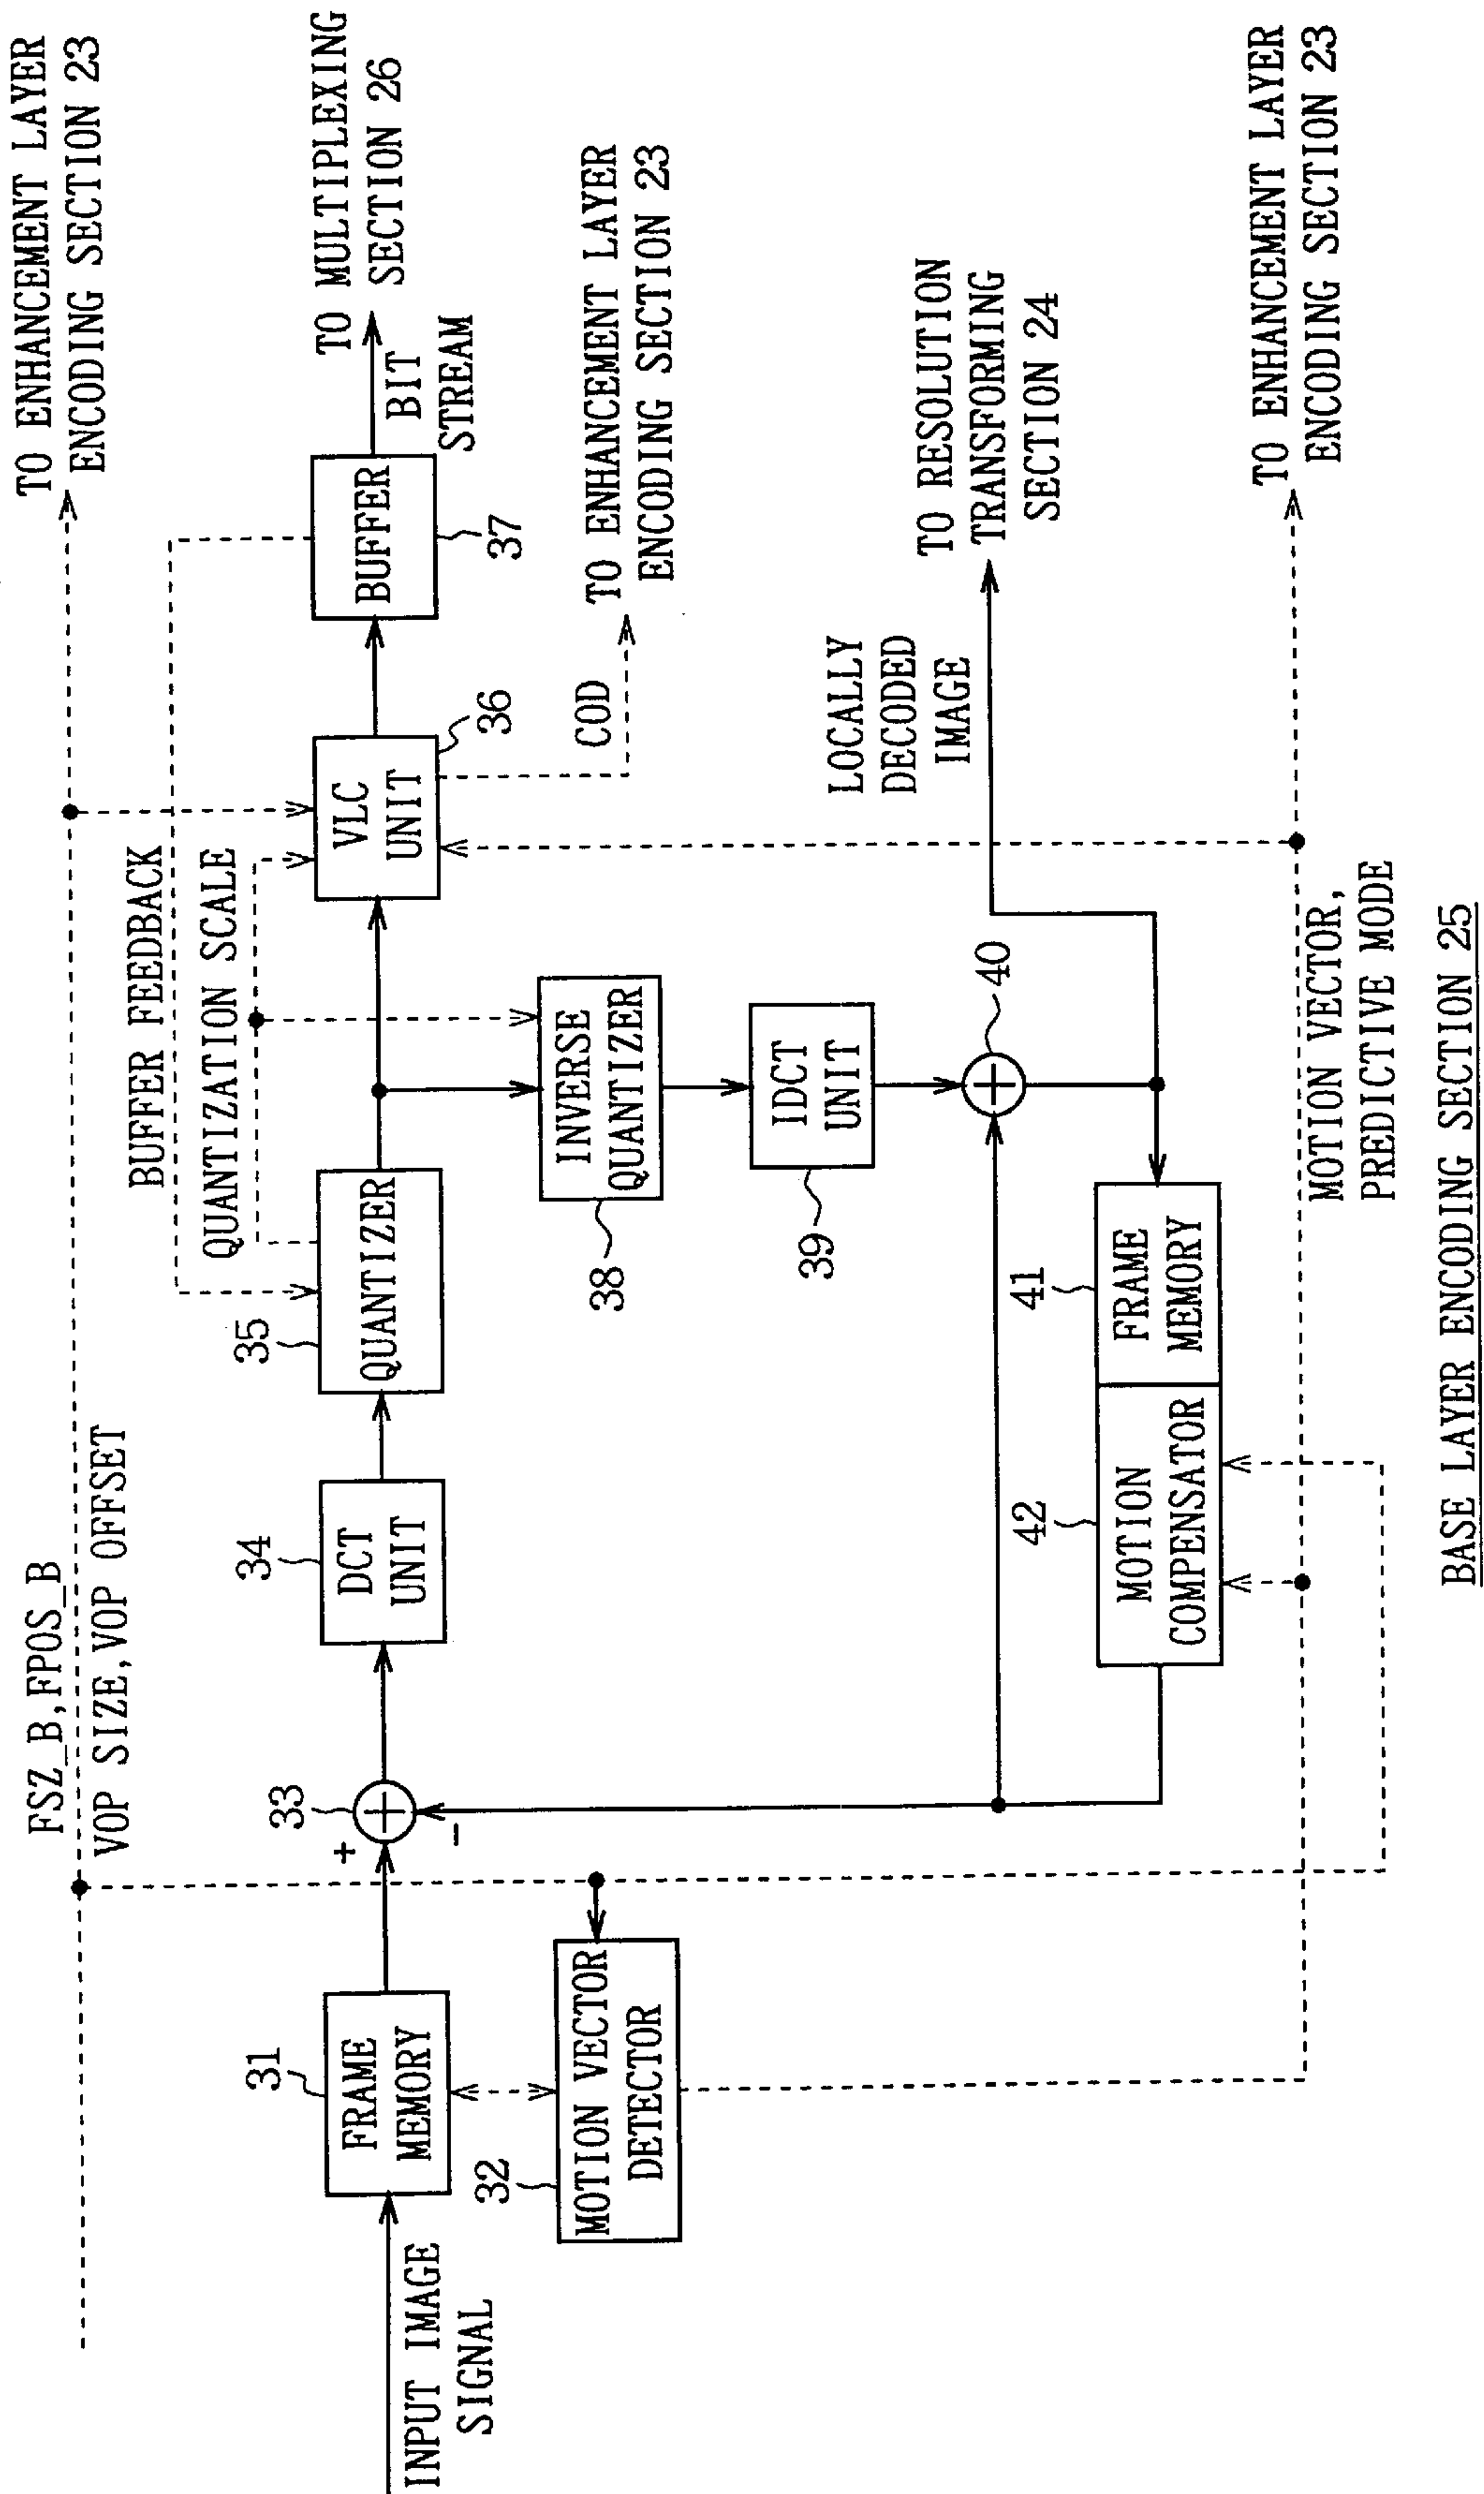 FSZ_B,FPOS_B
VOP SIZE,VOP OFFSET
TO ENHANCEMENT LAYER
ENCODING SECTION 23
BUFFER FEEDBACK
QUANTIZATION SCALE
INPUT IMAGE
SIGNAL
31
FRAME
MEMORY
32
MOTION VECTOR
DETECTOR
33
+
-
34
DCT
UNIT
35
QUANTIZER
VLC
UNIT
36
BUFFER
37
BIT
STREAM
TO MULTIPLEXING
SECTION 26
COD
TO ENHANCEMENT LAYER
ENCODING SECTION 23
INVERSE
QUANTIZER
38
IDCT
UNIT
39
40
LOCALLY
DECODED
IMAGE
TO RESOLUTION
TRANSFORMING
SECTION 24
42
MOTION
COMPENSATOR
41
FRAME
MEMORY
MOTION VECTOR,
PREDICTIVE MODE
TO ENHANCEMENT LAYER
ENCODING SECTION 23
BASE LAYER ENCODING SECTION 25